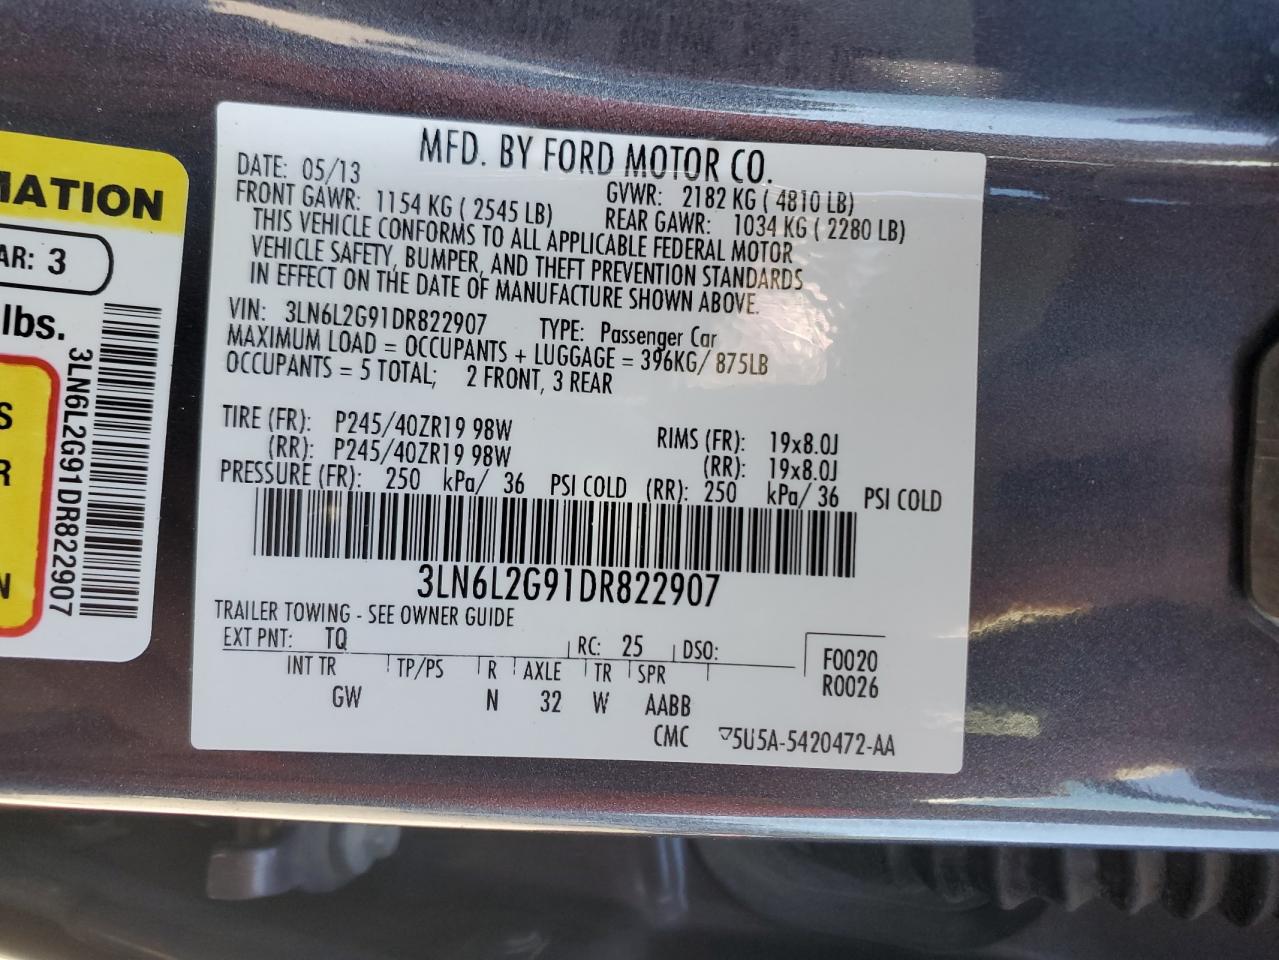 MATION
AR: 3
lbs.
S
R
N
3LN6L2G91DR822907
MFD. BY FORD MOTOR CO.
DATE: 05/13 GVWR: 2182 KG ( 4810 LB)
FRONT GAWR: 1154 KG ( 2545 LB) REAR GAWR: 1034 KG ( 2280 LB)
THIS VEHICLE CONFORMS TO ALL APPLICABLE FEDERAL MOTOR
VEHICLE SAFETY, BUMPER, AND THEFT PREVENTION STANDARDS
IN EFFECT ON THE DATE OF MANUFACTURE SHOWN ABOVE.
VIN: 3LN6L2G91DR822907 TYPE: Passenger Car
MAXIMUM LOAD = OCCUPANTS + LUGGAGE = 396KG/ 875LB
OCCUPANTS = 5 TOTAL; 2 FRONT, 3 REAR
TIRE (FR): P245/40ZR19 98W RIMS (FR): 19x8.0J
(RR): P245/40ZR19 98W (RR): 19x8.0J
PRESSURE (FR): 250 kPa/ 36 PSI COLD (RR): 250 kPa/ 36 PSI COLD
3LN6L2G91DR822907
TRAILER TOWING - SEE OWNER GUIDE
EXT PNT: TQ RC: 25 DSO: F0020
INT TR TP/PS R AXLE TR SPR R0026
GW N 32 W AABB
CMC ▽5U5A-5420472-AA